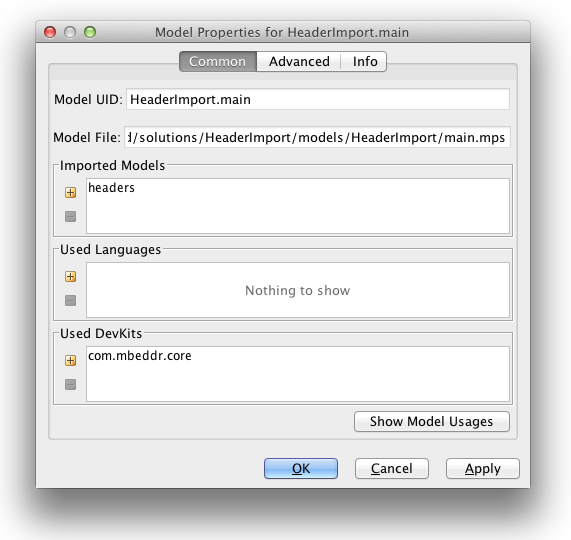 Model Properties for HeaderImport.main
Common Advanced Info
Model UID: HeaderImport.main
Model File: d/solutions/HeaderImport/models/HeaderImport/main.mps
Imported Models
headers
Used Languages
Nothing to show
Used DevKits
com.mbeddr.core
Show Model Usages
OK Cancel Apply